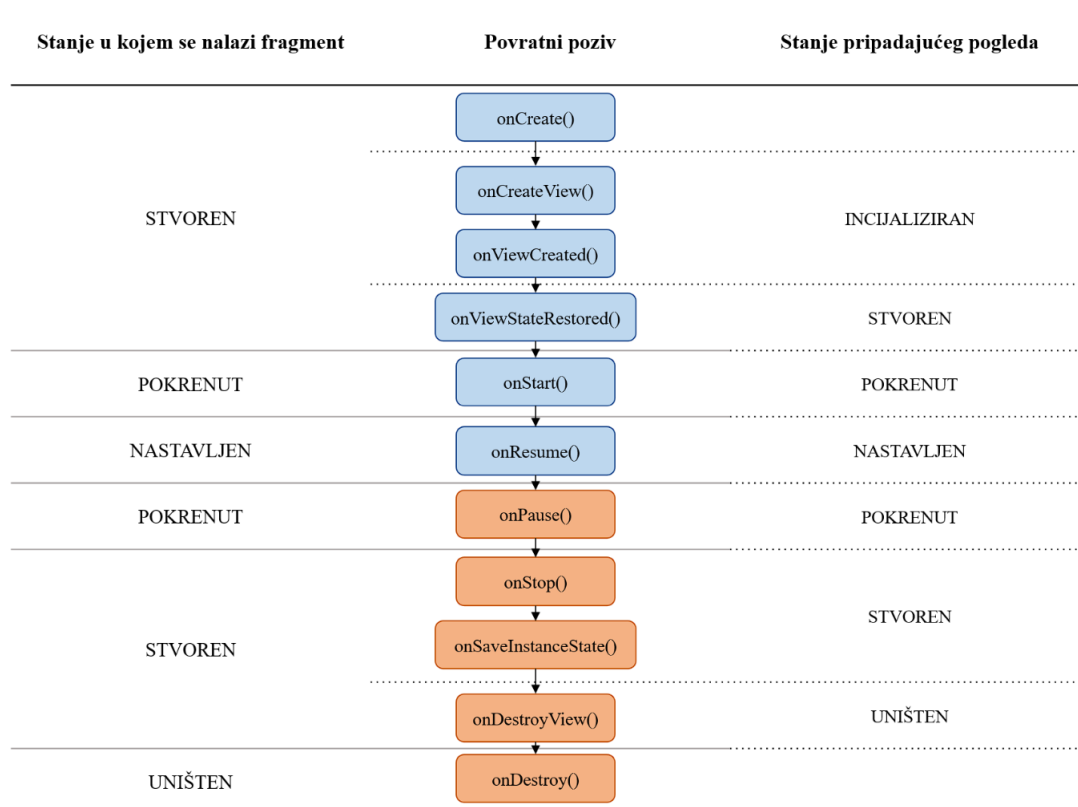 Stanje u kojem se nalazi fragment
Povratni poziv
Stanje pripadajućeg pogleda
onCreate()
onCreateView()
STVOREN
INCIJALIZIRAN
onViewCreated()
onViewStateRestored()
STVOREN
POKRENUT
onStart()
POKRENUT
NASTAVLJEN
onResume()
NASTAVLJEN
POKRENUT
onPause()
POKRENUT
onStop()
STVOREN
onSaveInstanceState()
STVOREN
onDestroyView()
UNIŠTEN
UNIŠTEN
onDestroy()